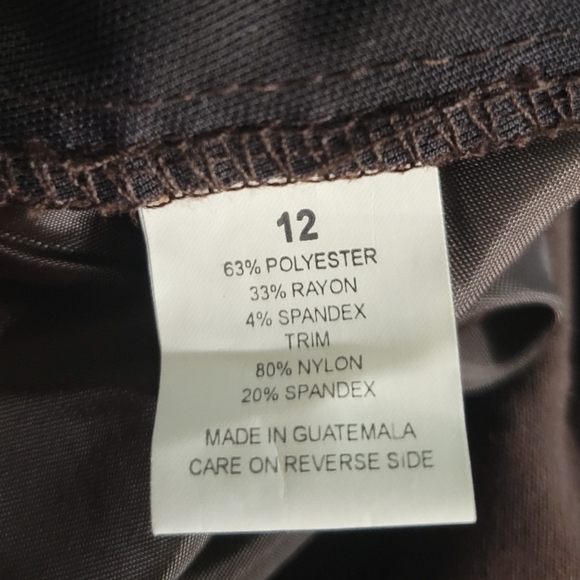 12
63% POLYESTER
33% RAYON
4% SPANDEX
TRIM
80% NYLON
20% SPANDEX
MADE IN GUATEMALA
CARE ON REVERSE SIDE